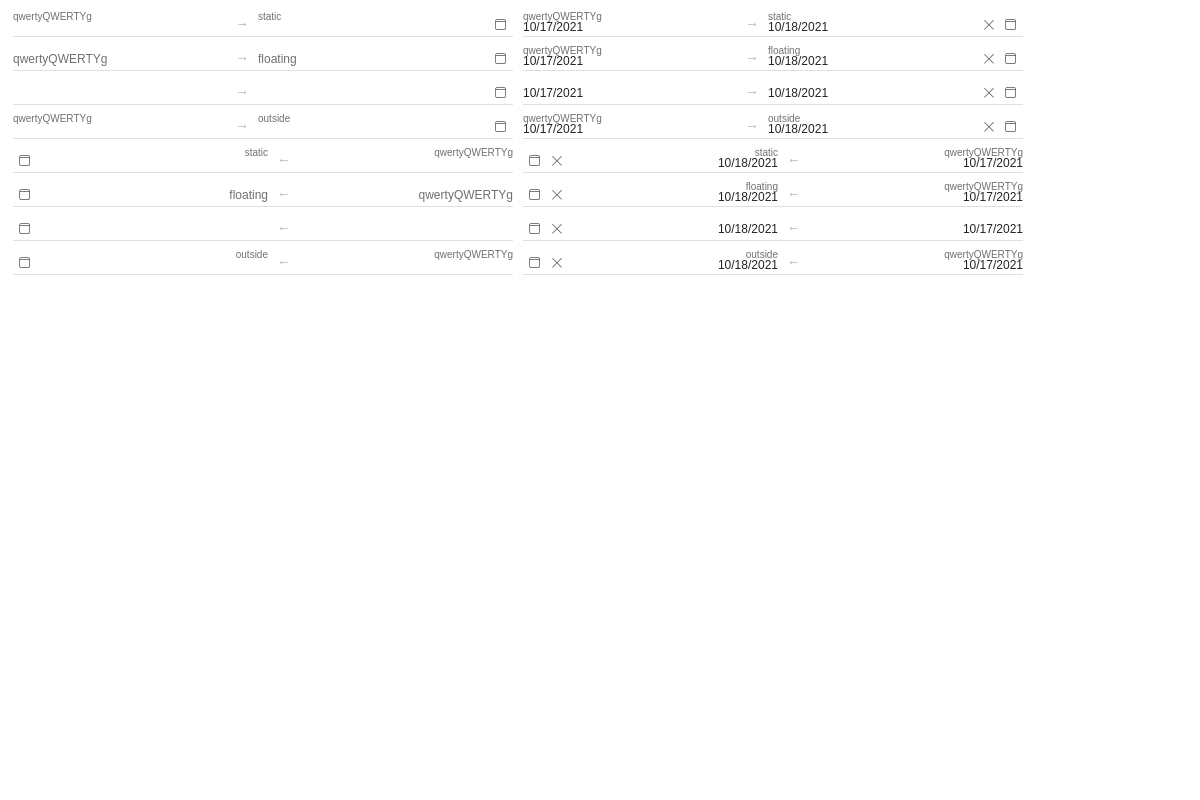 qwertyQWERTYg → static qwertyQWERTYg → static
10/17/2021 10/18/2021
qwertyQWERTYg → floating qwertyQWERTYg → floating
10/17/2021 10/18/2021
→ 10/17/2021 → 10/18/2021
qwertyQWERTYg → outside qwertyQWERTYg → outside
10/17/2021 10/18/2021
static ← qwertyQWERTYg static ← qwertyQWERTYg
10/18/2021 10/17/2021
floating ← qwertyQWERTYg floating ← qwertyQWERTYg
10/18/2021 10/17/2021
← 10/18/2021 ← 10/17/2021
outside ← qwertyQWERTYg outside ← qwertyQWERTYg
10/18/2021 10/17/2021